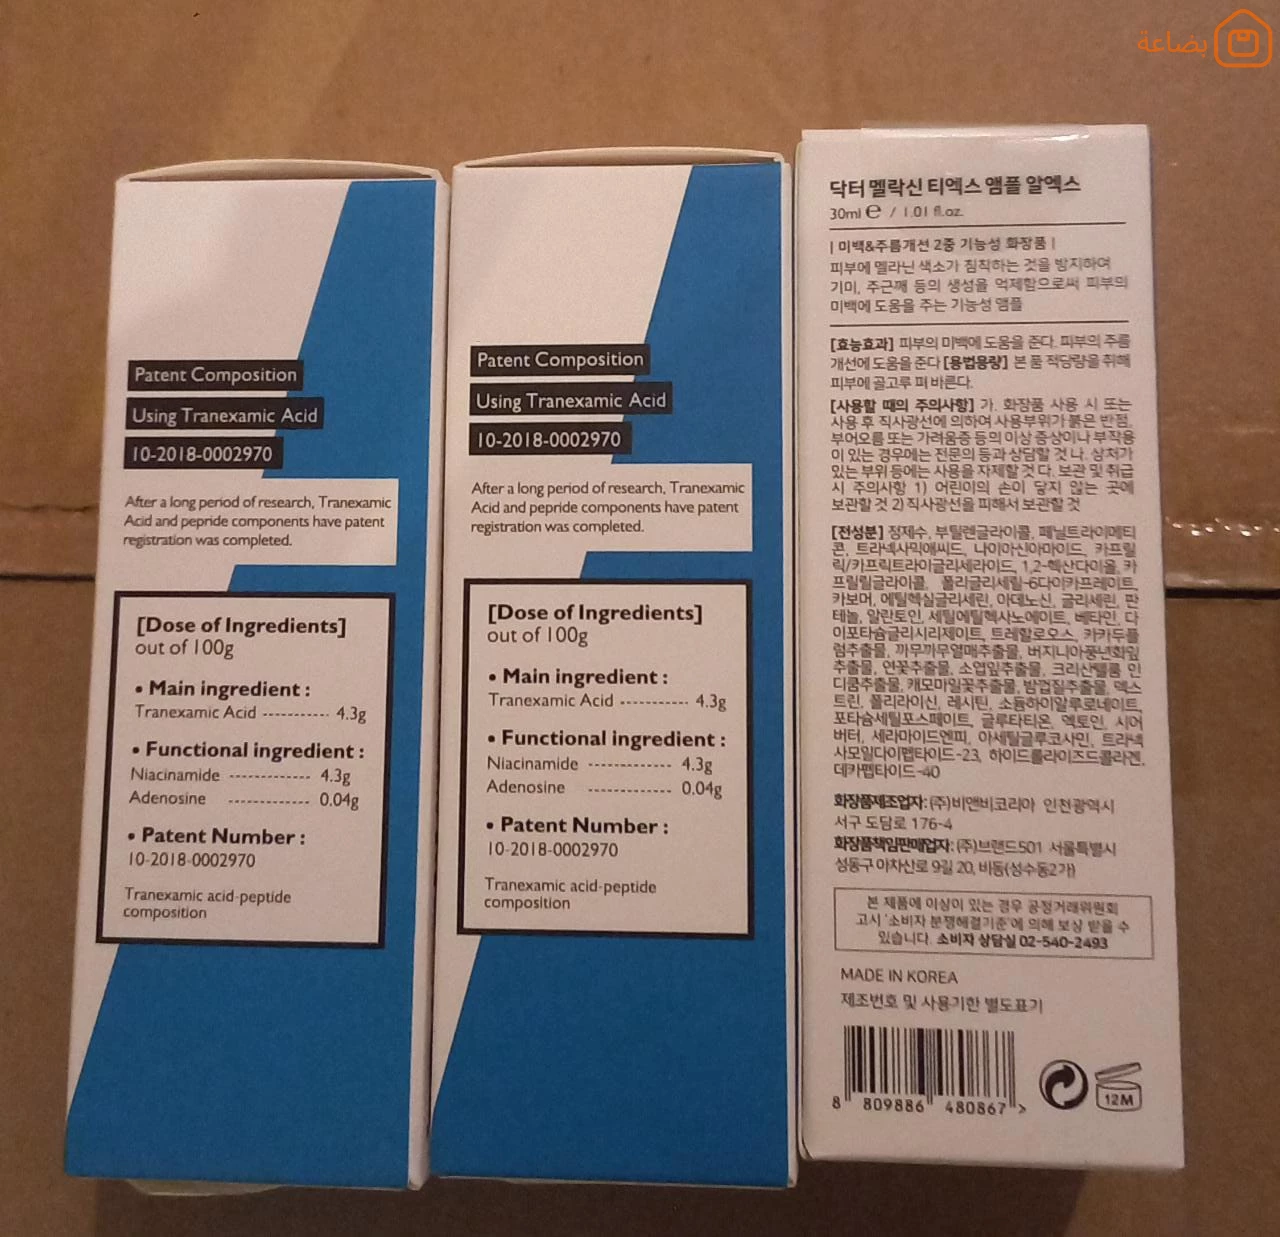 بضاعة
Patent Composition
Using Tranexamic Acid
10-2018-0002970
After a long period of research, Tranexamic
Acid and pepride components have patent
registration was completed.
[Dose of Ingredients]
out of 100g
• Main ingredient :
Tranexamic Acid ----------- 4.3g
• Functional ingredient :
Niacinamide -------------- 4.3g
Adenosine -------------- 0.04g
• Patent Number :
10-2018-0002970
Tranexamic acid-peptide
composition
Patent Composition
Using Tranexamic Acid
10-2018-0002970
After a long period of research, Tranexamic
Acid and pepride components have patent
registration was completed.
[Dose of Ingredients]
out of 100g
• Main ingredient :
Tranexamic Acid ----------- 4.3g
• Functional ingredient :
Niacinamide -------------- 4.3g
Adenosine -------------- 0.04g
• Patent Number :
10-2018-0002970
Tranexamic acid-peptide
composition
닥터 멜락신 티엑스 앰플 알엑스
30ml e / 1.01 fl.oz.
| 미백&주름개선 2중 기능성 화장품 |
피부에 멜라닌 색소가 침착하는 것을 방지하여
기미, 주근깨 등의 생성을 억제함으로써 피부의
미백에 도움을 주는 기능성 앰플
[효능효과] 피부의 미백에 도움을 준다. 피부의 주름
개선에 도움을 준다 [용법용량] 본 품 적당량을 취해
피부에 골고루 펴 바른다.
[사용할 때의 주의사항] 가. 화장품 사용 시 또는
사용 후 직사광선에 의하여 사용부위가 붉은 반점,
부어오름 또는 가려움증 등의 이상 증상이나 부작용
이 있는 경우에는 전문의 등과 상담할 것 나. 상처가
있는 부위 등에는 사용을 자제할 것 다. 보관 및 취급
시 주의사항 1) 어린이의 손이 닿지 않는 곳에
보관할 것 2) 직사광선을 피해서 보관할 것
[전성분] 정제수, 부틸렌글라이콜, 페닐트라이메티
콘, 트라넥사믹애씨드, 나이아신아마이드, 카프릴
릭/카프릭트라이글리세라이드, 1,2-헥산다이올, 카
프릴릴글라이콜, 폴리글리세릴-6다이카프레이트,
카보머, 에틸헥실글리세린, 아데노신, 글리세린, 판
테놀, 알란토인, 세틸에틸헥사노에이트, 베타인, 다
이포타슘글리시리제이트, 트레할로오스, 카카두플
럼추출물, 까무까무열매추출물, 버지니아풍년화잎
추출물, 연꽃추출물, 소엽잎추출물, 크리산텔룸 인
디쿰추출물, 캐모마일꽃추출물, 밤껍질추출물, 덱스
트린, 폴리라이신, 레시틴, 소듐하이알루로네이트,
포타슘세틸포스페이트, 글루타티온, 엑토인, 시어
버터, 세라마이드엔피, 아세틸글루코사민, 트라넥
사모일다이펩타이드-23, 하이드롤라이즈드콜라겐,
데카펩타이드-40
화장품제조업자: (주)비앤비코리아 인천광역시
서구 도담로 176-4
화장품책임판매업자: (주)브랜드501 서울특별시
성동구 아차산로 9길 20, 비동(성수동2가)
본 제품에 이상이 있는 경우 공정거래위원회
고시 '소비자 분쟁해결기준'에 의해 보상 받을 수
있습니다. 소비자 상담실 02-540-2493
MADE IN KOREA
제조번호 및 사용기한 별도표기
8 809886 480867 >
12M